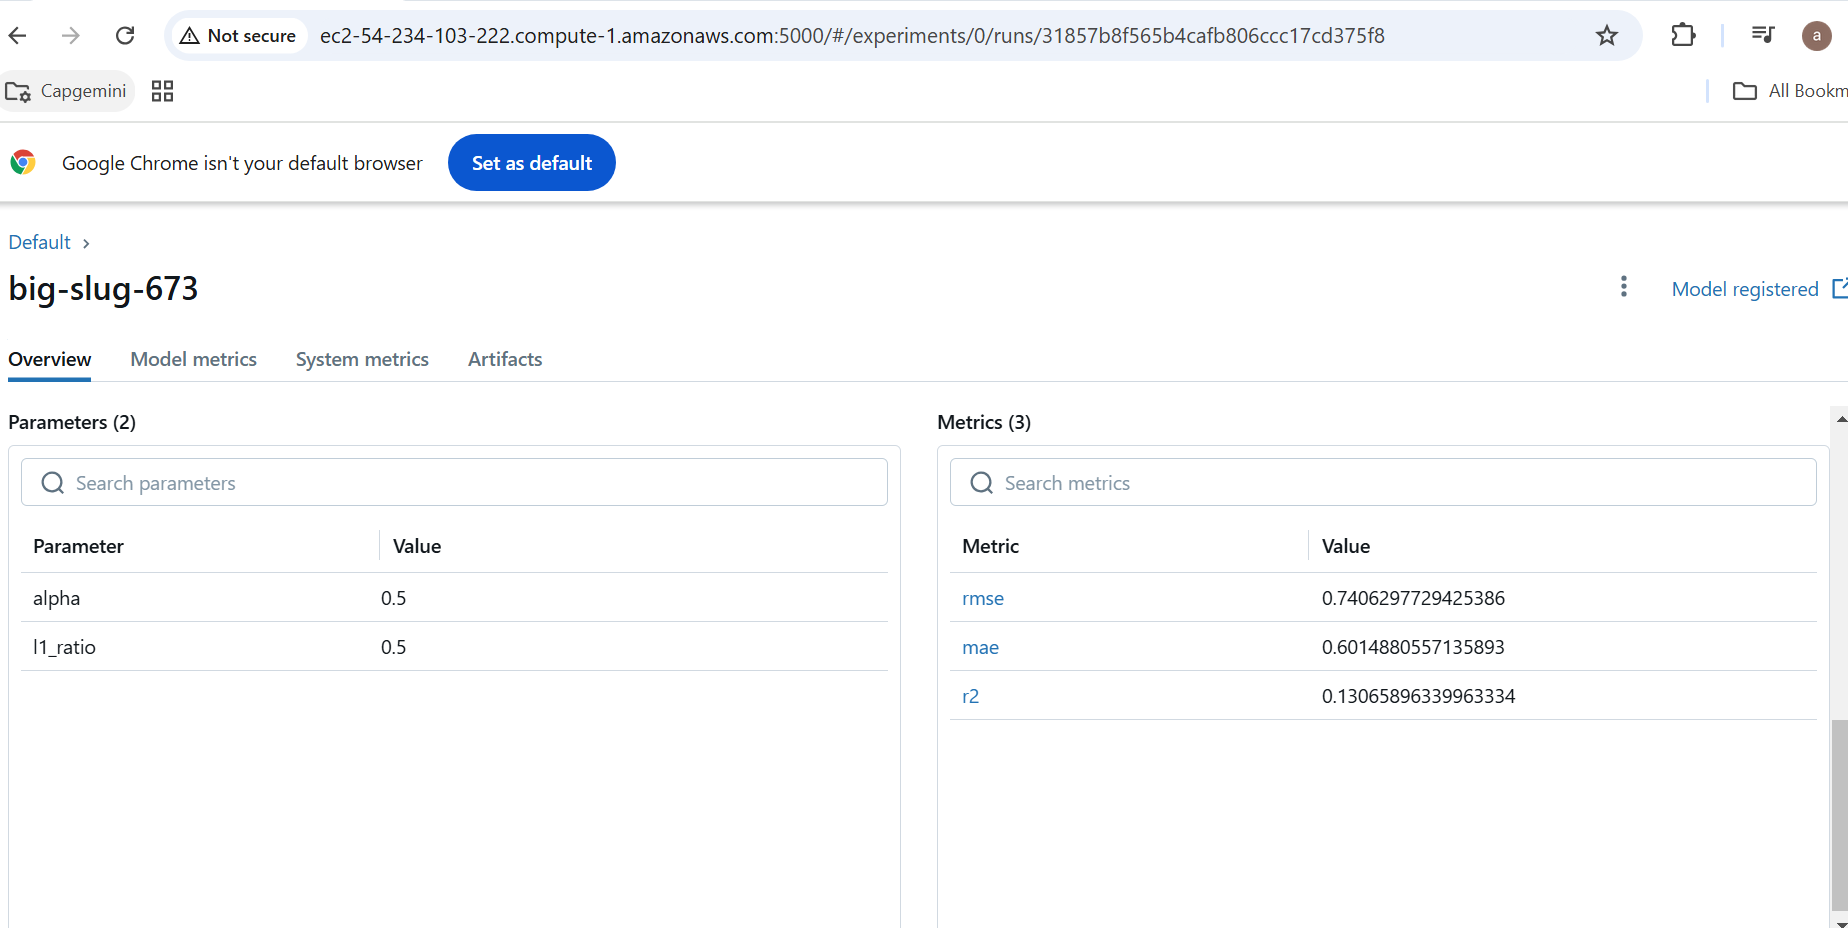 Not secure ec2-54-234-103-222.compute-1.amazonaws.com:5000/#/experiments/0/runs/31857b8f565b4cafb806ccc17cd375f8
a
Capgemini
All Bookm
Google Chrome isn't your default browser Set as default
Default ›
big-slug-673
Model registered
Overview Model metrics System metrics Artifacts
Parameters (2)
Search parameters
Parameter Value
alpha 0.5
l1_ratio 0.5
Metrics (3)
Search metrics
Metric Value
rmse 0.7406297729425386
mae 0.6014880557135893
r2 0.13065896339963334